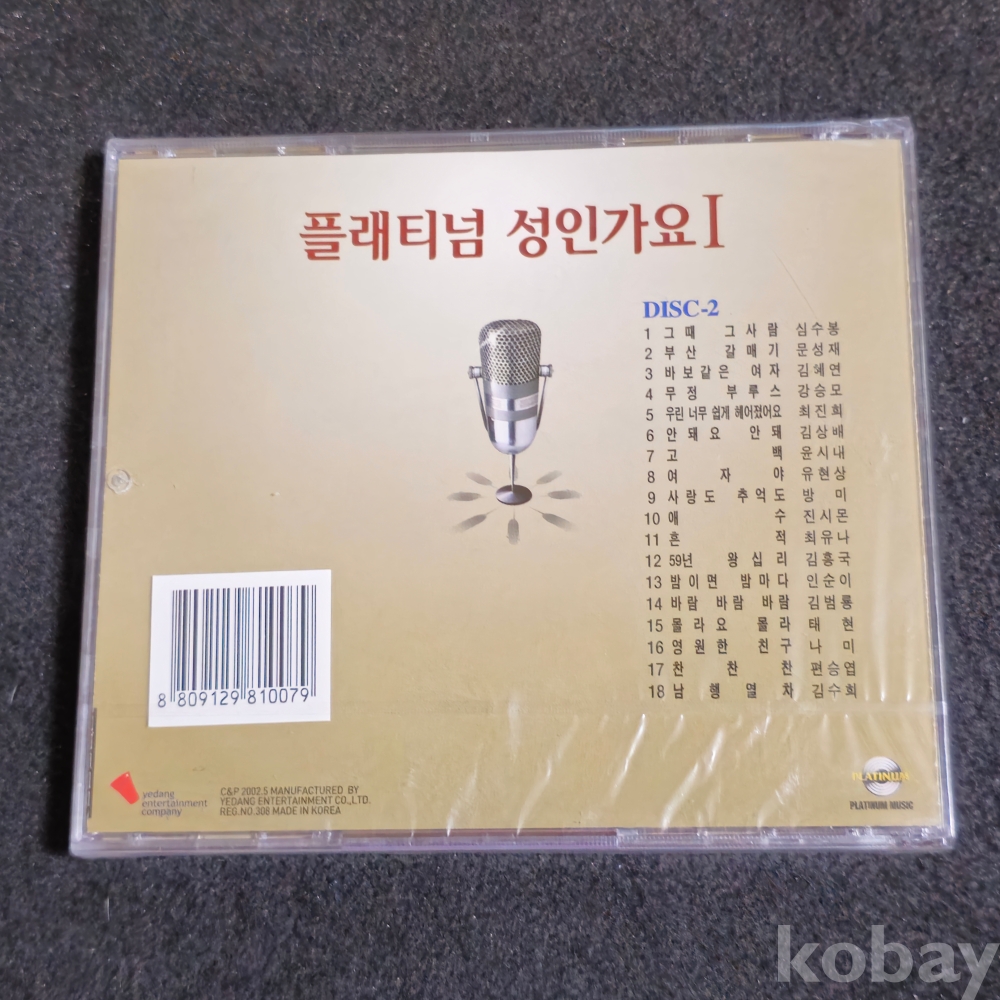 플래티넘 성인가요 I
DISC-2
1 그때 그사람 심수봉
2 부산 갈매기 문성재
3 바보같은 여자 김혜연
4 무정 부루스 강승모
5 우린 너무 쉽게 헤어졌어요 최진희
6 안돼요 안돼 김상배
7 고백 윤시내
8 여자야 유현상
9 사랑도 추억도 방미
10 애수 진시몬
11 흔적 최유나
12 59년 왕십리 김흥국
13 밤이면 밤마다 인순이
14 바람 바람 바람 김범룡
15 몰라요 몰라 태현
16 영원한 친구 나미
17 찬찬찬 편승엽
18 남행열차 김수희
8 809129 810079
yedang
entertainment
company
C&P 2002.5 MANUFACTURED BY
YEDANG ENTERTAINMENT CO.,LTD.
REG.NO.308 MADE IN KOREA
PLATINUM
PLATINUM MUSIC
kobay